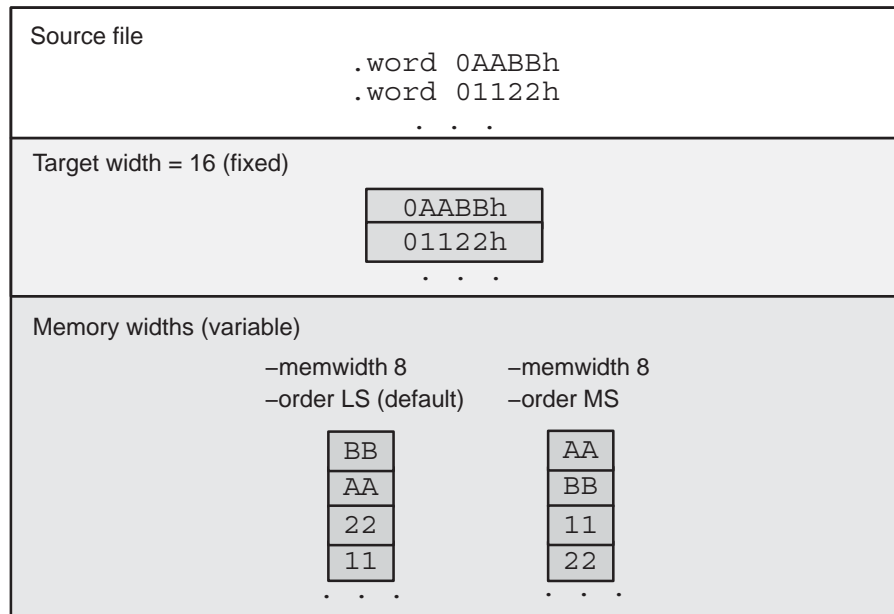 Source file
.word 0AABBh
.word 01122h
. . .
Target width = 16 (fixed)
0AABBh
01122h
. . .
Memory widths (variable)
–memwidth 8 –memwidth 8
–order LS (default) –order MS
BB AA
AA BB
22 11
11 22
. . . . . .